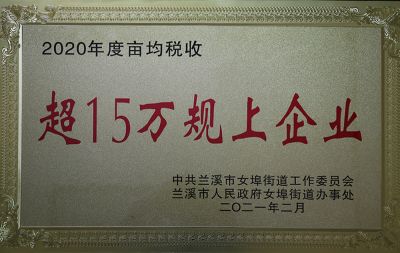 2020年度亩均税收
超15万规上企业
中共兰溪市女埠街道工作委员会
兰溪市人民政府女埠街道办事处
二〇二一年二月